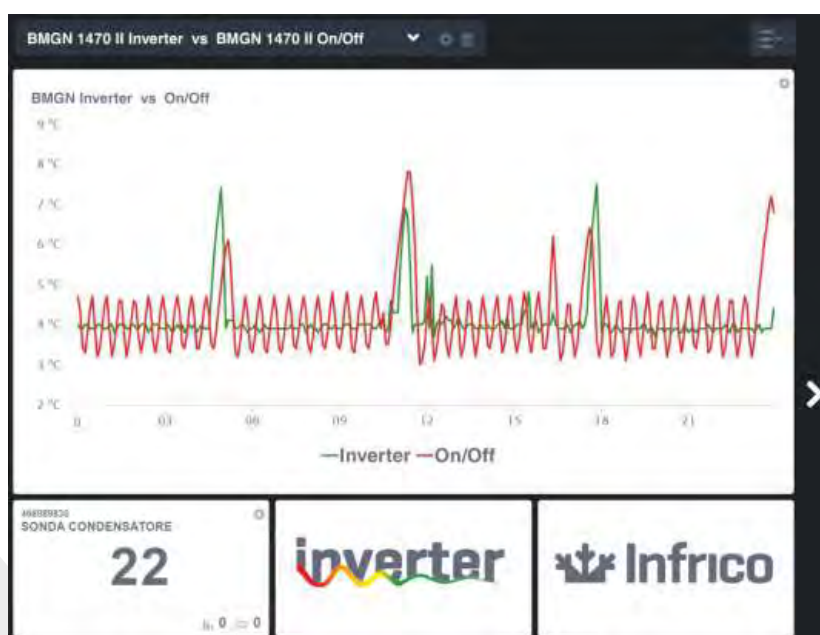 BMGN 1470 II Inverter vs BMGN 1470 II On/Off
BMGN Inverter vs On/Off
9 °C
8 °C
7 °C
6 °C
5 °C
4 °C
3 °C
2 °C
0 03 06 09 12 15 18 21
—Inverter —On/Off
SONDA CONDENSATORE
22
0 0
inverter
Infrico